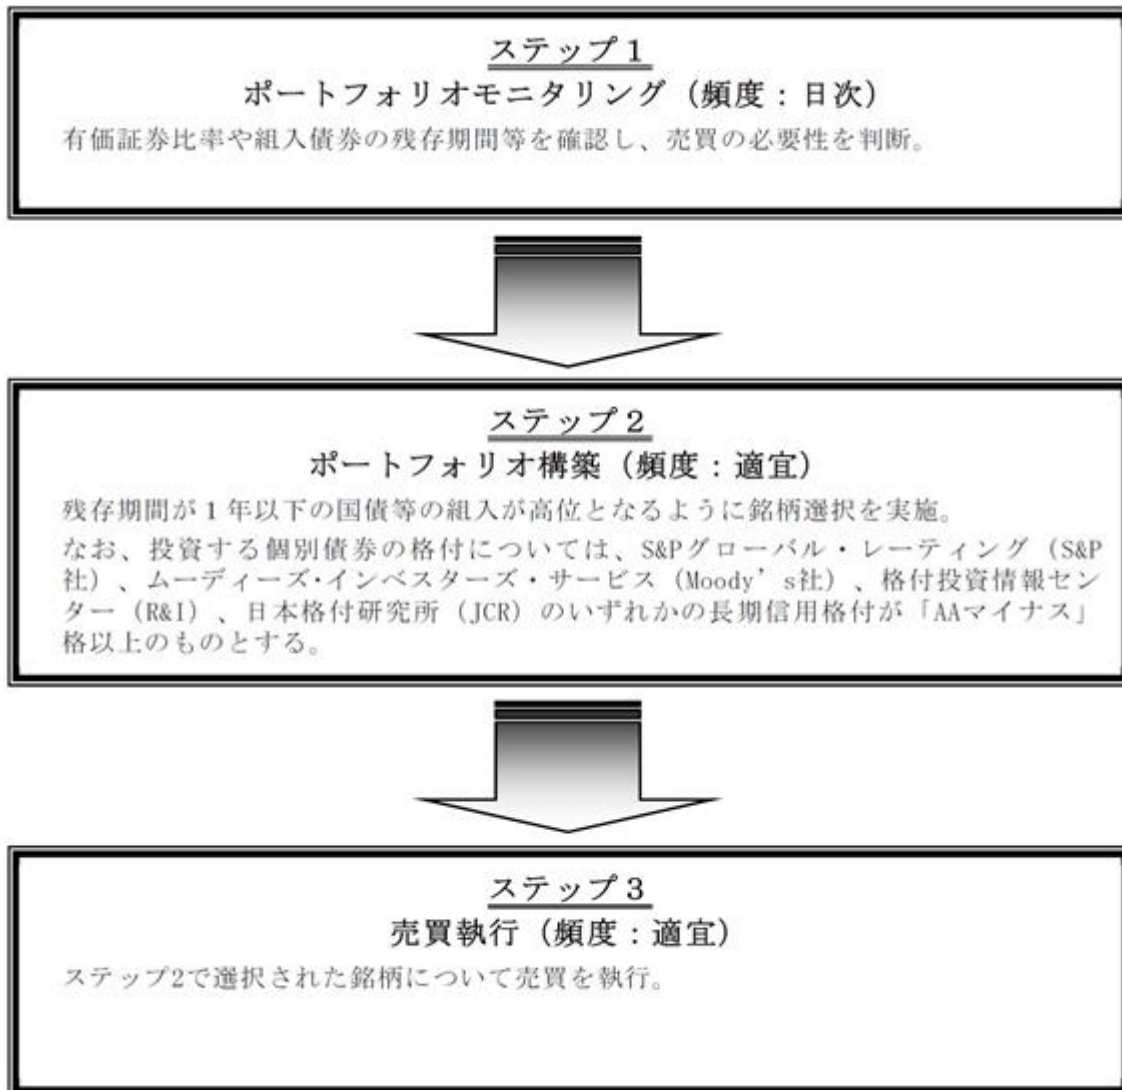 ステップ1
ポートフォリオモニタリング（頻度：日次）
有価証券比率や組入債券の残存期間等を確認し、売買の必要性を判断。
ステップ2
ポートフォリオ構築（頻度：適宜）
残存期間が1年以下の国債等の組入が高位となるように銘柄選択を実施。
なお、投資する個別債券の格付については、S&Pグローバル・レーティング（S&P
社）、ムーディーズ・インベスターズ・サービス（Moody’s社）、格付投資情報セン
ター（R&I）、日本格付研究所（JCR）のいずれかの長期信用格付が「AAマイナス」
格以上のものとする。
ステップ3
売買執行（頻度：適宜）
ステップ2で選択された銘柄について売買を執行。